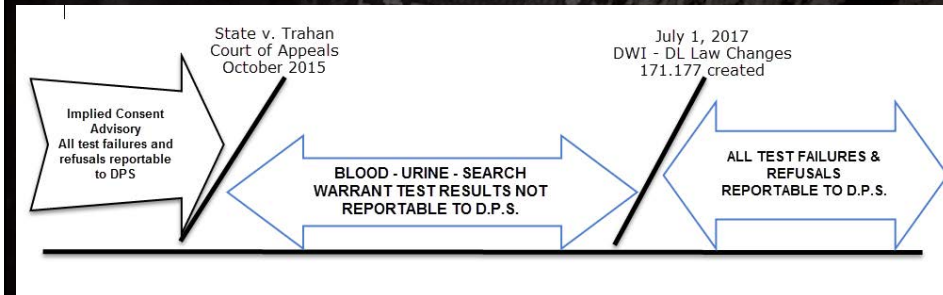 State v. Trahan
Court of Appeals
October 2015
July 1, 2017
DWI - DL Law Changes
171.177 created
Implied Consent
Advisory
All test failures and
refusals reportable
to DPS
BLOOD - URINE - SEARCH
WARRANT TEST RESULTS NOT
REPORTABLE TO D.P.S.
ALL TEST FAILURES &
REFUSALS
REPORTABLE TO D.P.S.